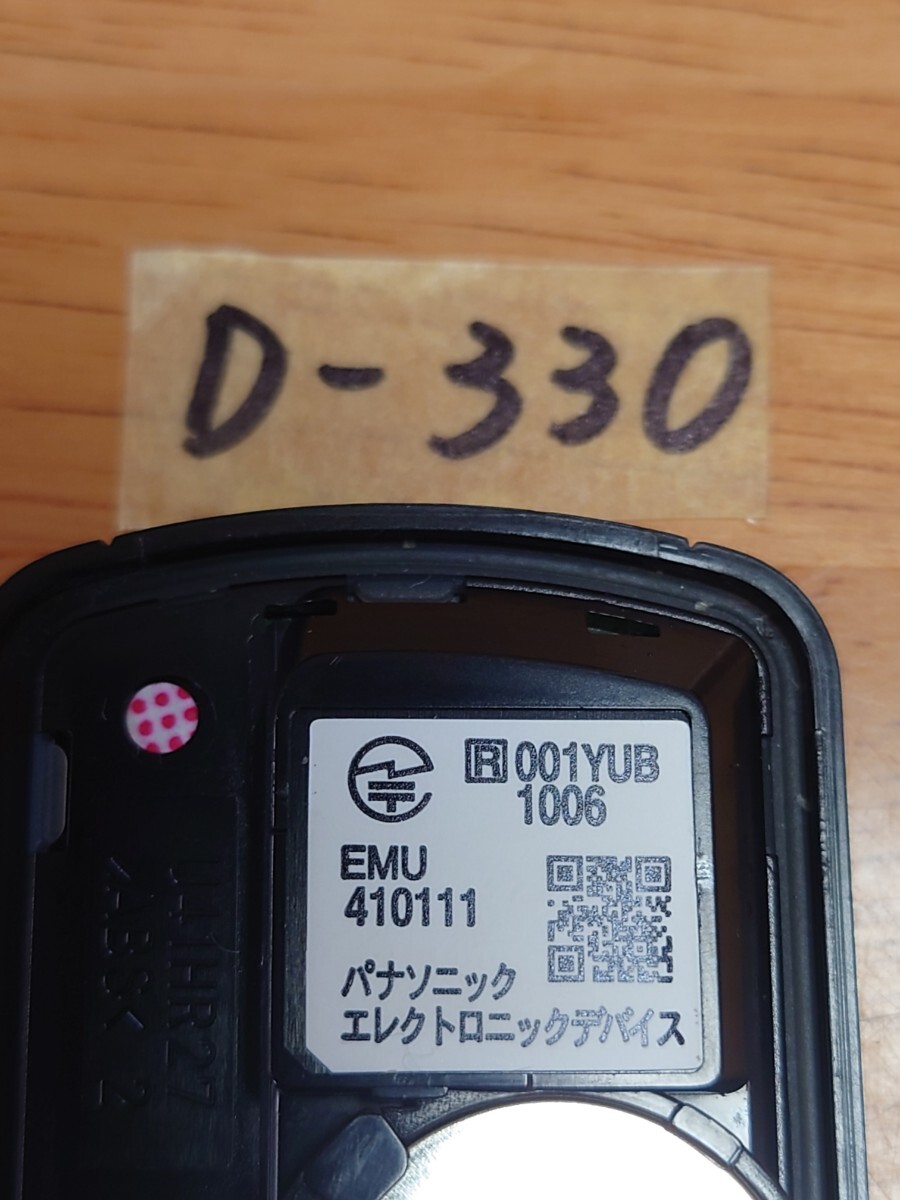 D-330
R 001YUB
1006
EMU
410111
パナソニック
エレクトロニックデバイス